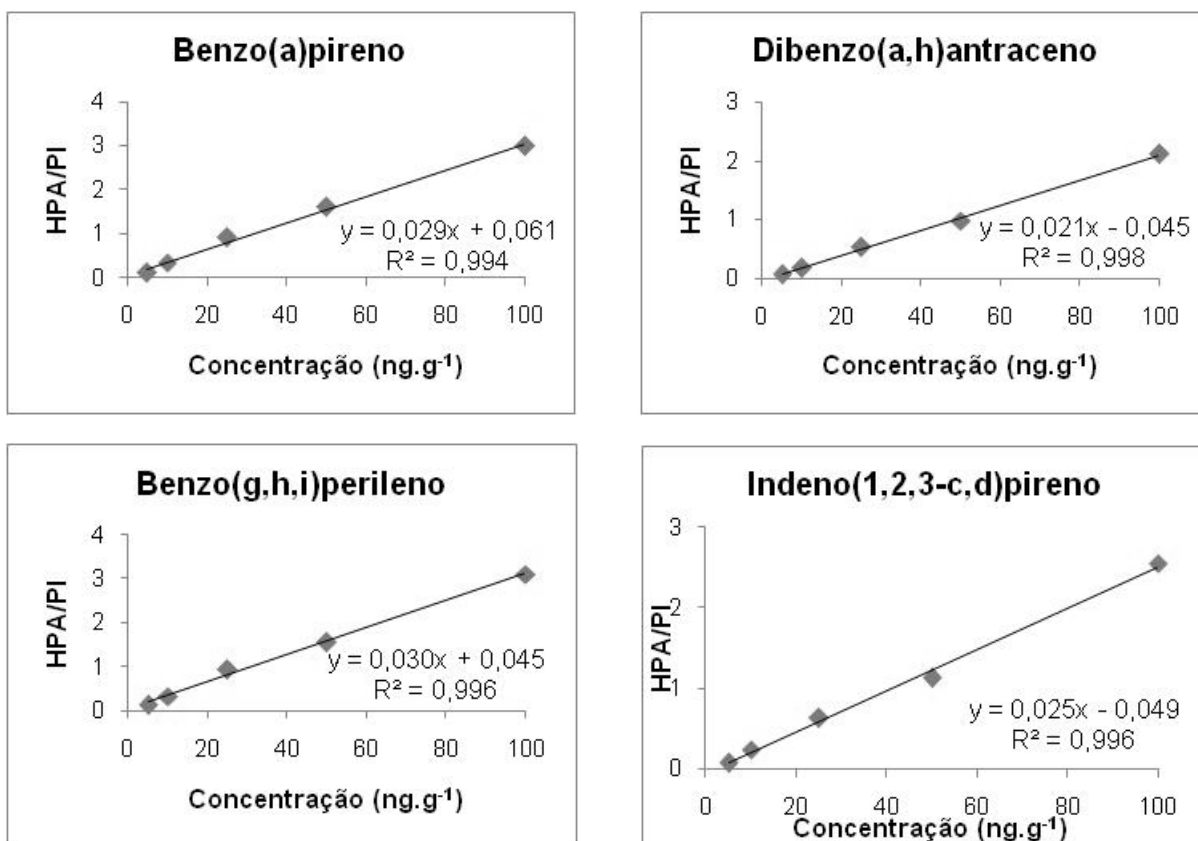 Benzo(a)pireno
4
3
2
1
0
HPA/PI
y = 0,029x + 0,061
R² = 0,994
0 20 40 60 80 100
Concentração (ng.g⁻¹)
Dibenzo(a,h)antraceno
3
2
1
0
HPA/PI
y = 0,021x - 0,045
R² = 0,998
0 20 40 60 80 100
Concentração (ng.g⁻¹)
Benzo(g,h,i)perileno
4
3
2
1
0
HPA/PI
y = 0,030x + 0,045
R² = 0,996
0 20 40 60 80 100
Concentração (ng.g⁻¹)
Indeno(1,2,3-c,d)pireno
3
2
1
0
HPA/PI
y = 0,025x - 0,049
R² = 0,996
0 20 40 60 80 100
Concentração (ng.g⁻¹)